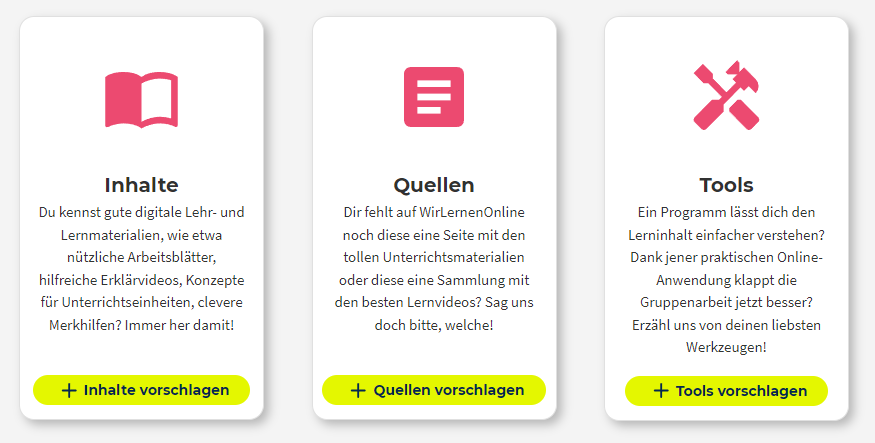 Inhalte
Du kennst gute digitale Lehr- und
Lernmaterialien, wie etwa
nützliche Arbeitsblätter,
hilfreiche Erklärvideos, Konzepte
für Unterrichtseinheiten, clevere
Merkhilfen? Immer her damit!
+ Inhalte vorschlagen
Quellen
Dir fehlt auf WirLernenOnline
noch diese eine Seite mit den
tollen Unterrichtsmaterialien
oder diese eine Sammlung mit
den besten Lernvideos? Sag uns
doch bitte, welche!
+ Quellen vorschlagen
Tools
Ein Programm lässt dich den
Lerninhalt einfacher verstehen?
Dank jener praktischen Online-
Anwendung klappt die
Gruppenarbeit jetzt besser?
Erzähl uns von deinen liebsten
Werkzeugen!
+ Tools vorschlagen